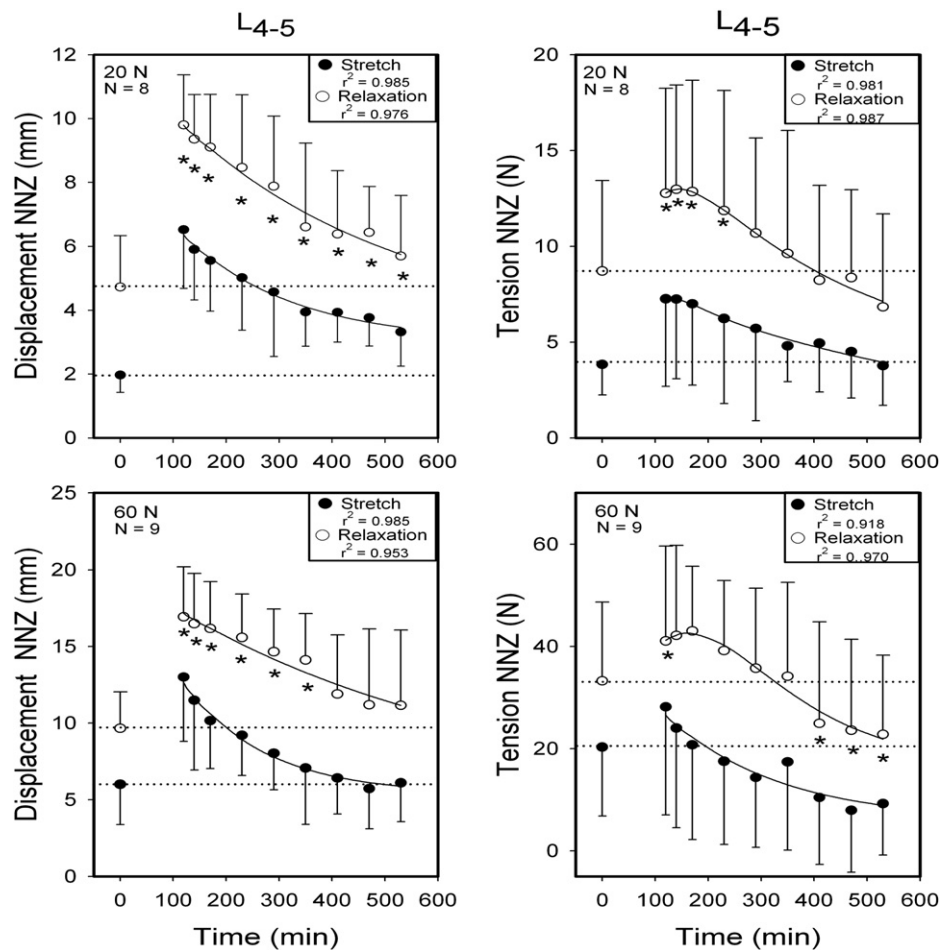 L4-5
12
10
8
6
4
2
0
Displacement NNZ (mm)
20 N
N = 8
Stretch
r2 = 0.985
Relaxation
r2 = 0.976
* * * * * * * * *
0 100 200 300 400 500 600
L4-5
20
15
10
5
0
Tension NNZ (N)
20 N
N = 8
Stretch
r2 = 0.981
Relaxation
r2 = 0.987
* * * *
0 100 200 300 400 500 600
25
20
15
10
5
0
Displacement NNZ (mm)
60 N
N = 9
Stretch
r2 = 0.985
Relaxation
r2 = 0.953
* * * * * *
0 100 200 300 400 500 600
Time (min)
60
40
20
0
Tension NNZ (N)
60 N
N = 9
Stretch
r2 = 0.918
Relaxation
r2 = 0..970
* * * *
0 100 200 300 400 500 600
Time (min)